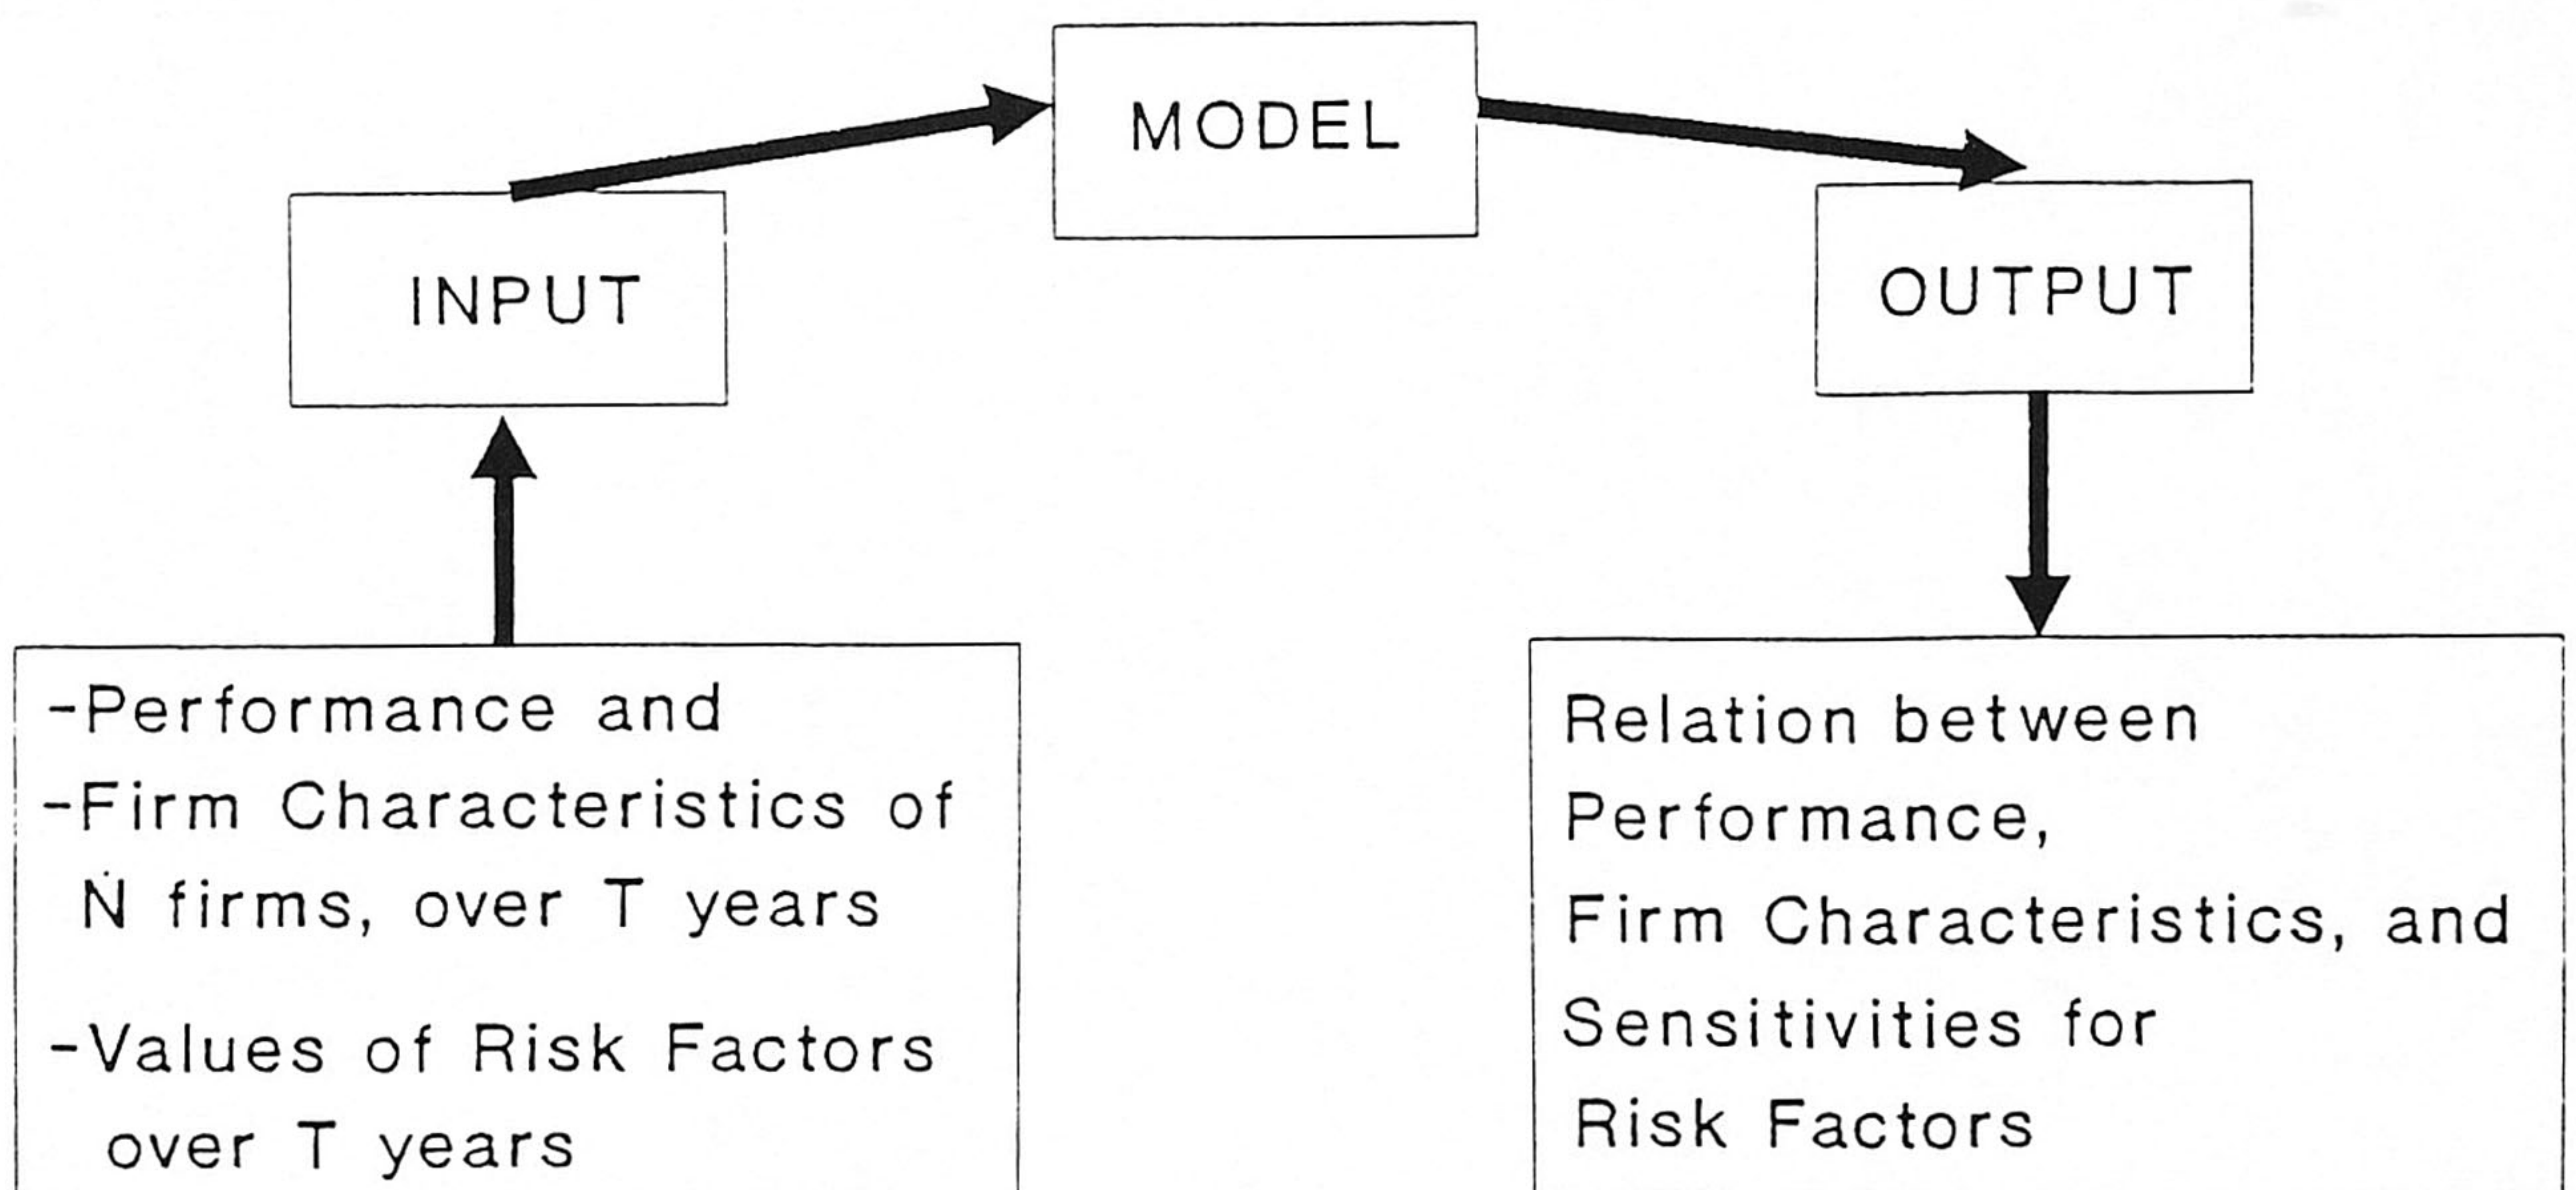 MODEL
INPUT
OUTPUT
-Performance and
-Firm Characteristics of
N firms, over T years
-Values of Risk Factors
over T years
Relation between
Performance,
Firm Characteristics, and
Sensitivities for
Risk Factors